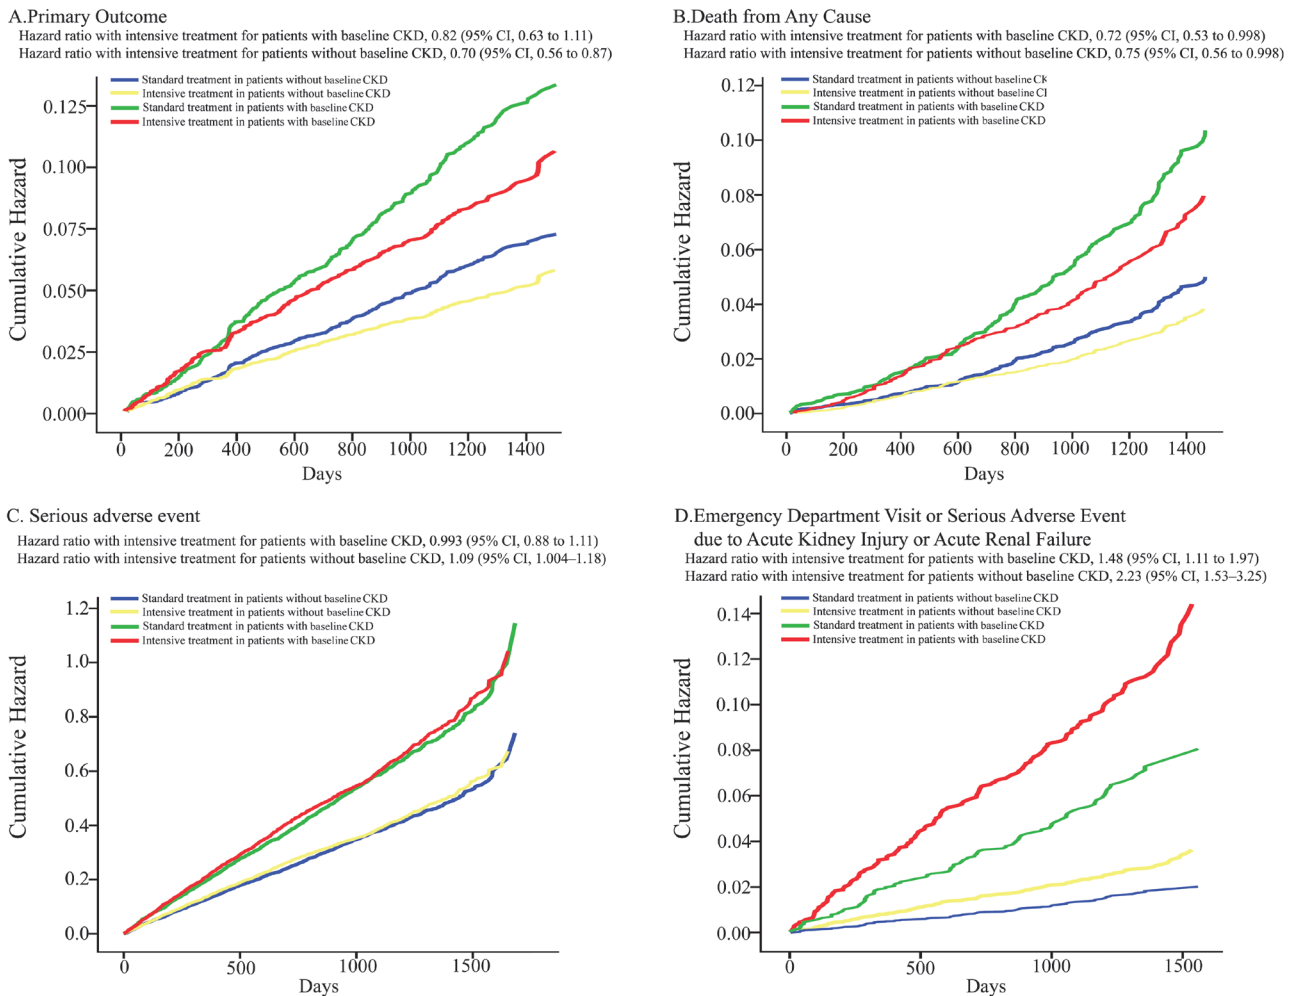 A.Primary Outcome
Hazard ratio with intensive treatment for patients with baseline CKD, 0.82 (95% CI, 0.63 to 1.11)
Hazard ratio with intensive treatment for patients without baseline CKD, 0.70 (95% CI, 0.56 to 0.87)
Standard treatment in patients without baseline CKD
Intensive treatment in patients without baseline CKD
Standard treatment in patients with baseline CKD
Intensive treatment in patients with baseline CKD
Cumulative Hazard
0.125
0.100
0.075
0.050
0.025
0.000
0 200 400 600 800 1000 1200 1400
Days
B.Death from Any Cause
Hazard ratio with intensive treatment for patients with baseline CKD, 0.72 (95% CI, 0.53 to 0.998)
Hazard ratio with intensive treatment for patients without baseline CKD, 0.75 (95% CI, 0.56 to 0.998)
Standard treatment in patients without baseline CK
Intensive treatment in patients without baseline CI
Standard treatment in patients with baseline CKD
Intensive treatment in patients with baseline CKD
Cumulative Hazard
0.12
0.10
0.08
0.06
0.04
0.02
0.00
0 200 400 600 800 1000 1200 1400
Days
C. Serious adverse event
Hazard ratio with intensive treatment for patients with baseline CKD, 0.993 (95% CI, 0.88 to 1.11)
Hazard ratio with intensive treatment for patients without baseline CKD, 1.09 (95% CI, 1.004–1.18)
Standard treatment in patients without baseline CKD
Intensive treatment in patients without baseline CKD
Standard treatment in patients with baseline CKD
Intensive treatment in patients with baseline CKD
Cumulative Hazard
1.2
1.0
0.8
0.6
0.4
0.2
0.0
0 500 1000 1500
Days
D.Emergency Department Visit or Serious Adverse Event
due to Acute Kidney Injury or Acute Renal Failure
Hazard ratio with intensive treatment for patients with baseline CKD, 1.48 (95% CI, 1.11 to 1.97)
Hazard ratio with intensive treatment for patients without baseline CKD, 2.23 (95% CI, 1.53–3.25)
Standard treatment in patients without baseline CKD
Intensive treatment in patients without baseline CKD
Standard treatment in patients with baseline CKD
Intensive treatment in patients with baseline CKD
Cumulative Hazard
0.14
0.12
0.10
0.08
0.06
0.04
0.02
0.00
0 500 1000 1500
Days